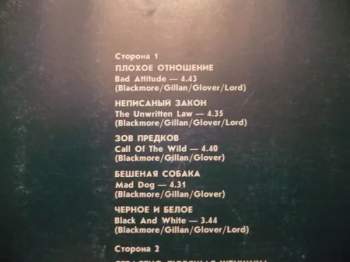 Сторона 1
ПЛОХОЕ ОТНОШЕНИЕ
Bad Attitude — 4.43
(Blackmore/Gillan/Glover/Lord)
НЕПИСАНЫЙ ЗАКОН
The Unwritten Law — 4.35
(Blackmore/Gillan/Glover/Lord)
ЗОВ ПРЕДКОВ
Call Of The Wild — 4.40
(Blackmore/Gillan/Glover)
БЕШЕНАЯ СОБАКА
Mad Dog — 4.31
(Blackmore/Gillan/Glover)
ЧЕРНОЕ И БЕЛОЕ
Black And White — 3.44
(Blackmore/Gillan/Glover/Lord)
Сторона 2